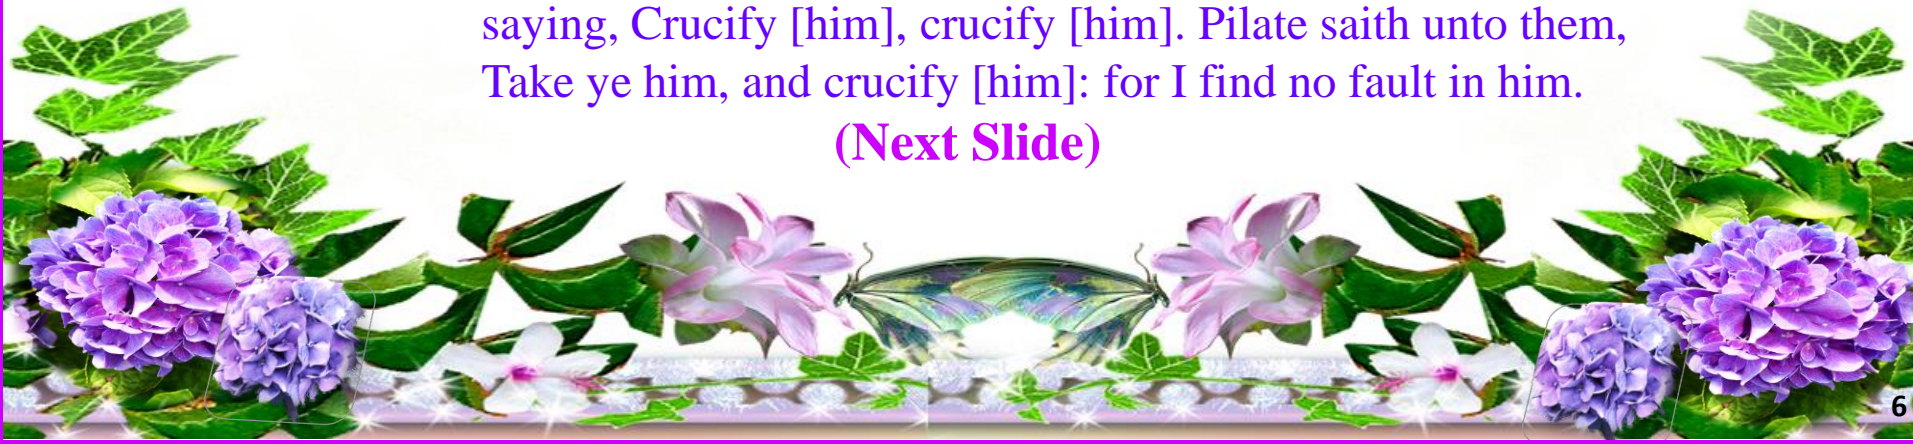 saying, Crucify [him], crucify [him]. Pilate saith unto them,
Take ye him, and crucify [him]: for I find no fault in him.
(Next Slide)
6